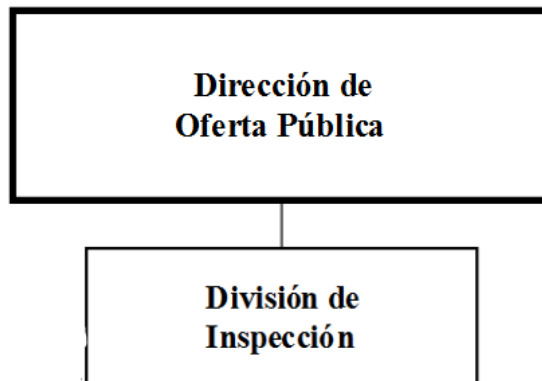 Dirección de
Oferta Pública
División de
Inspección